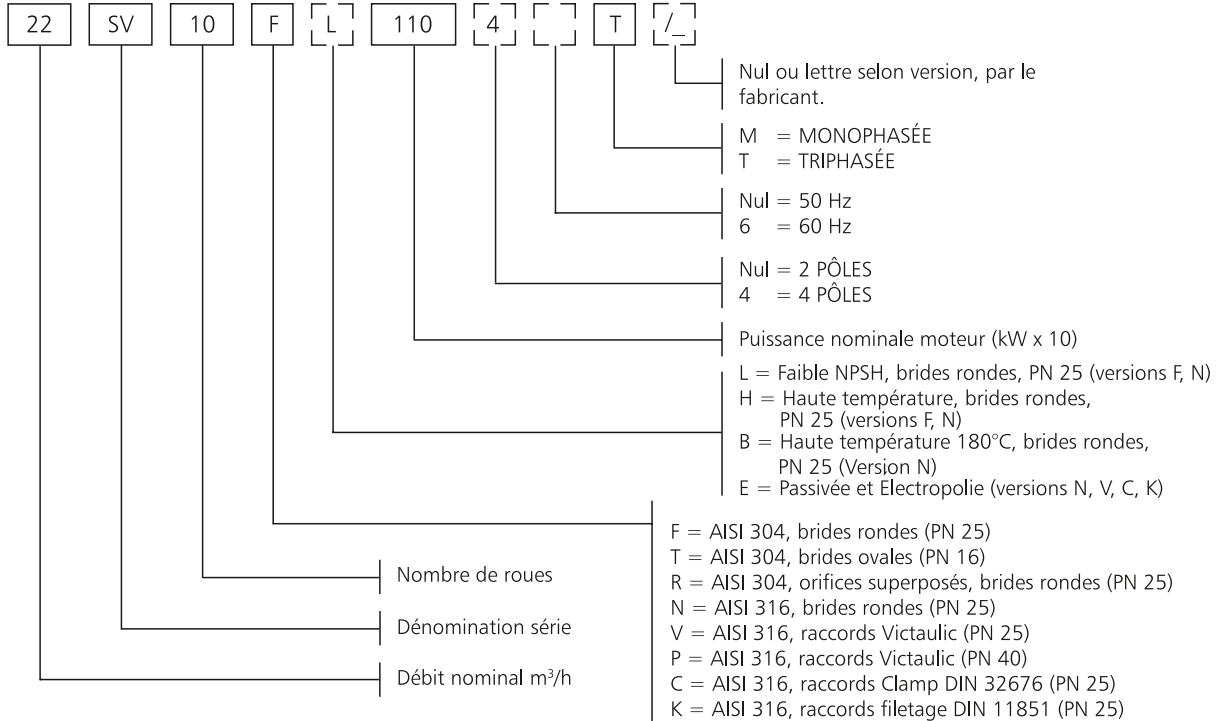 22 SV 10 F L 110 4 T /_
Nul ou lettre selon version, par le
fabricant.
M = MONOPHASÉE
T = TRIPHASÉE
Nul = 50 Hz
6 = 60 Hz
Nul = 2 PÔLES
4 = 4 PÔLES
Puissance nominale moteur (kW x 10)
L = Faible NPSH, brides rondes, PN 25 (versions F, N)
H = Haute température, brides rondes,
PN 25 (versions F, N)
B = Haute température 180°C, brides rondes,
PN 25 (Version N)
E = Passivée et Electropolie (versions N, V, C, K)
F = AISI 304, brides rondes (PN 25)
T = AISI 304, brides ovales (PN 16)
R = AISI 304, orifices superposés, brides rondes (PN 25)
N = AISI 316, brides rondes (PN 25)
V = AISI 316, raccords Victaulic (PN 25)
P = AISI 316, raccords Victaulic (PN 40)
C = AISI 316, raccords Clamp DIN 32676 (PN 25)
K = AISI 316, raccords filetage DIN 11851 (PN 25)
Nombre de roues
Dénomination série
Débit nominal m³/h